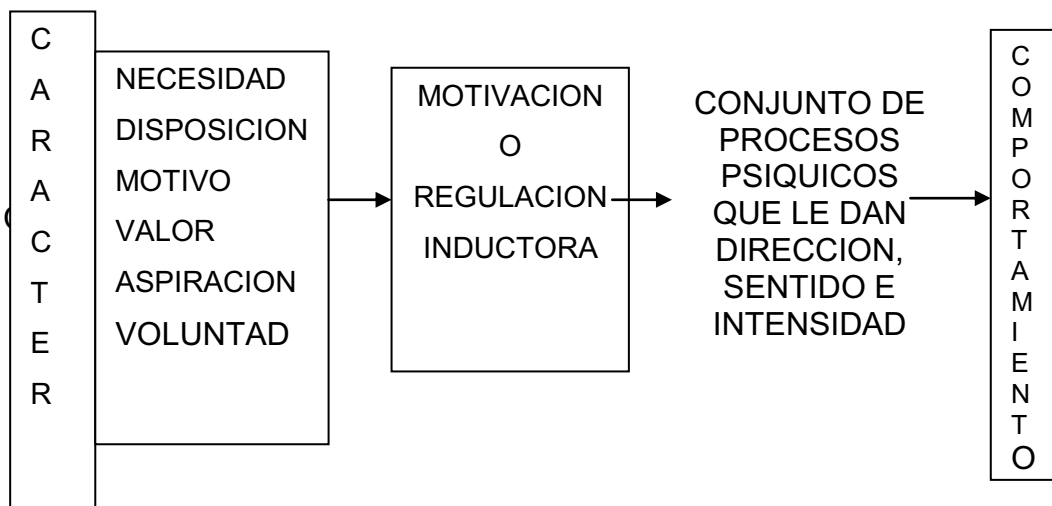 CARACTER
NECESIDAD
DISPOSICION
MOTIVO
VALOR
ASPIRACION
VOLUNTAD
MOTIVACION
O
REGULACION
INDUCTORA
CONJUNTO DE
PROCESOS
PSIQUICOS
QUE LE DAN
DIRECCION,
SENTIDO E
INTENSIDAD
COMPORTAMIENTO